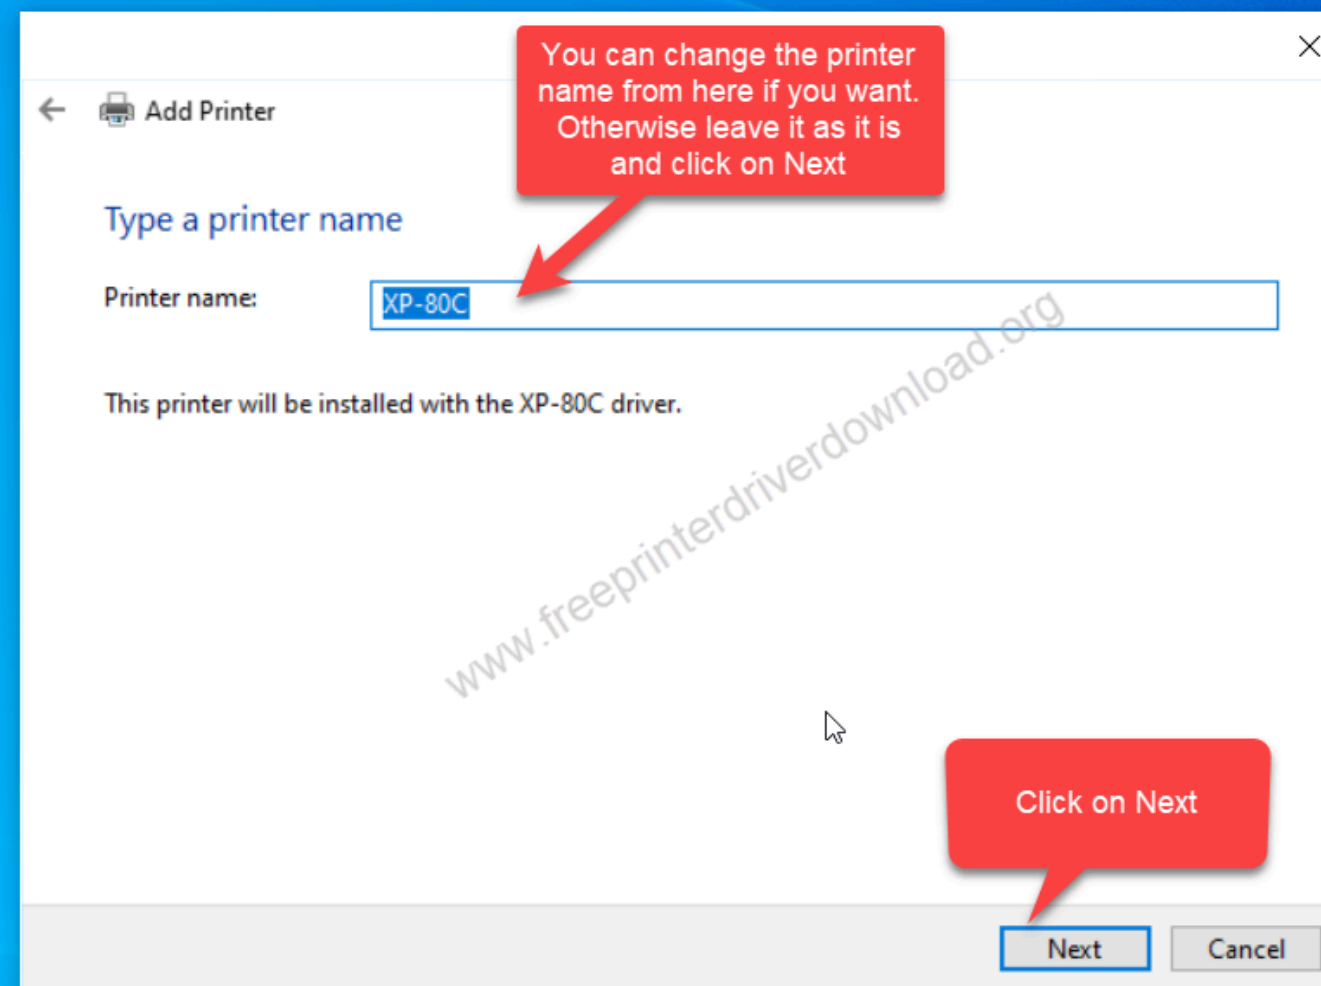 You can change the printer
name from here if you want.
Otherwise leave it as it is
and click on Next
Add Printer
Type a printer name
Printer name:
XP-80C
This printer will be installed with the XP-80C driver.
www.freeprinterdriverdownload.org
Click on Next
Next
Cancel